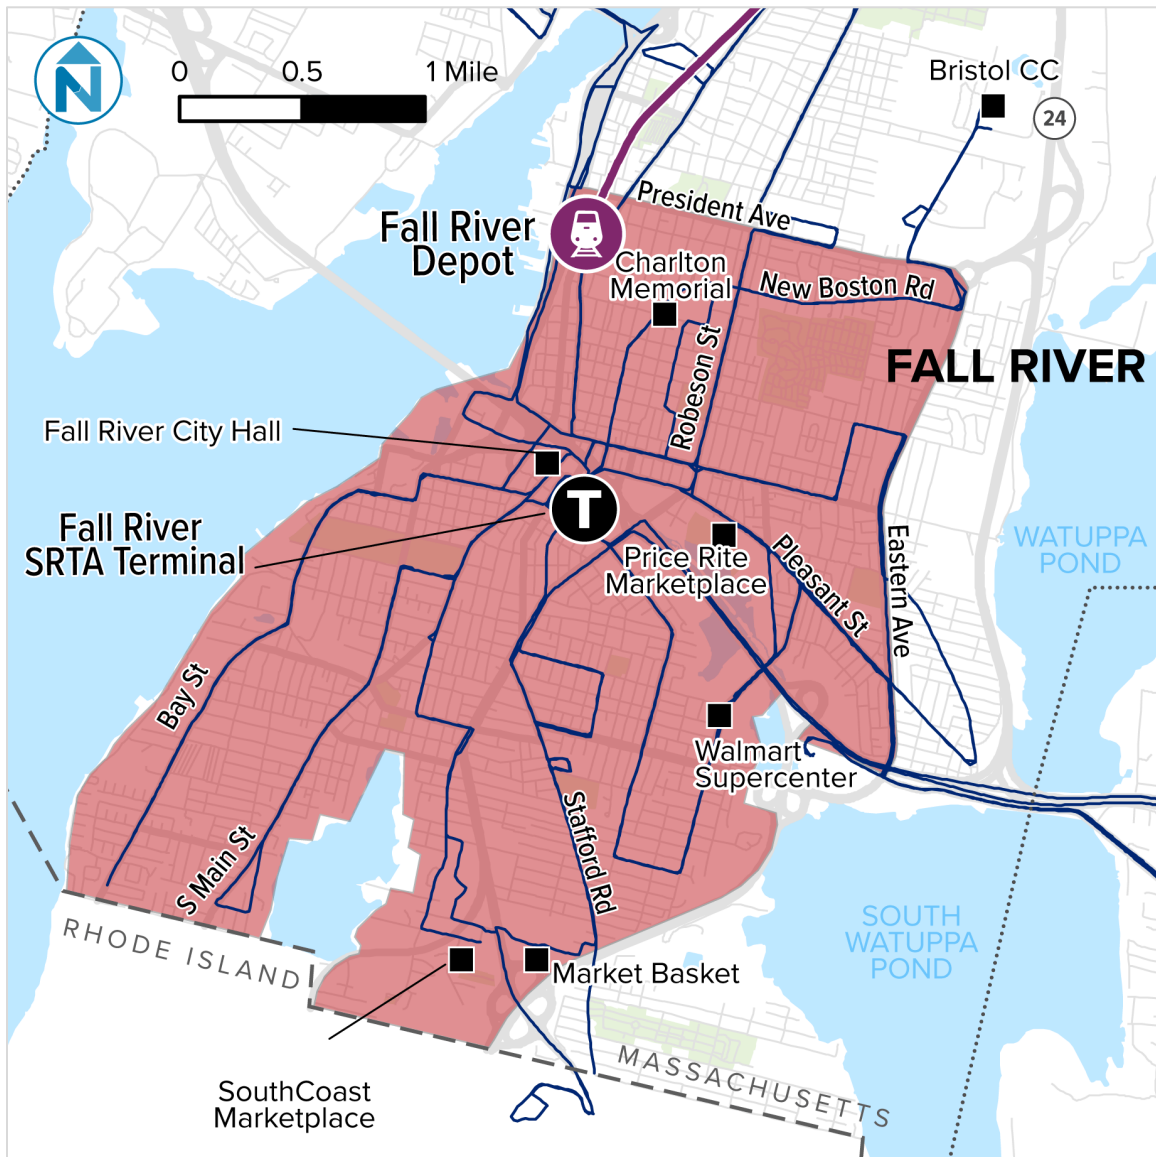 N
0 0.5 1 Mile
Bristol CC
24
President Ave
Fall River
Depot
Charlton
Memorial
New Boston Rd
Robeson St
FALL RIVER
Fall River City Hall
T
Fall River
SRTA Terminal
Price Rite
Marketplace
Pleasant St
Eastern Ave
WATUPPA
POND
Bay St
Walmart
Supercenter
Stafford Rd
S Main St
RHODE ISLAND
SOUTH
WATUPPA
POND
Market Basket
MASSACHUSETTS
SouthCoast
Marketplace